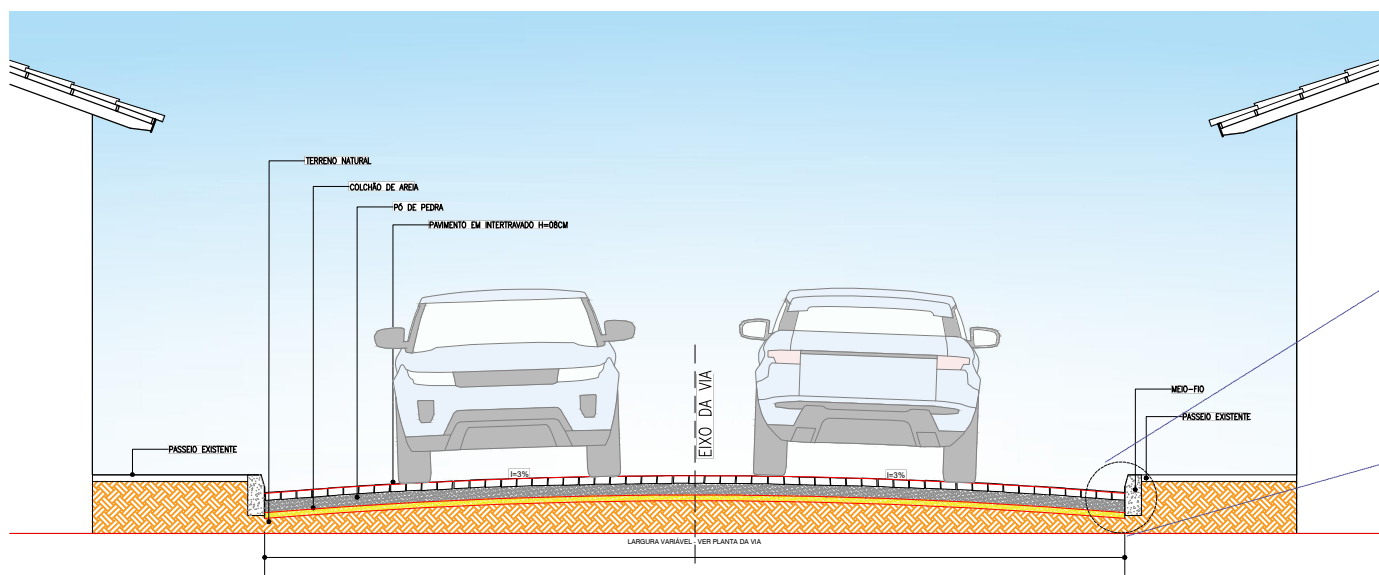 TERRENO NATURAL
COLCHÃO DE AREIA
PÓ DE PEDRA
PAVIMENTO EM INTERTRAVADO H=08CM
EIXO DA VIA
MEIO-FIO
PASSEIO EXISTENTE
PASSEIO EXISTENTE
I=3%
I=3%
LARGURA VARIÁVEL - VER PLANTA DA VIA